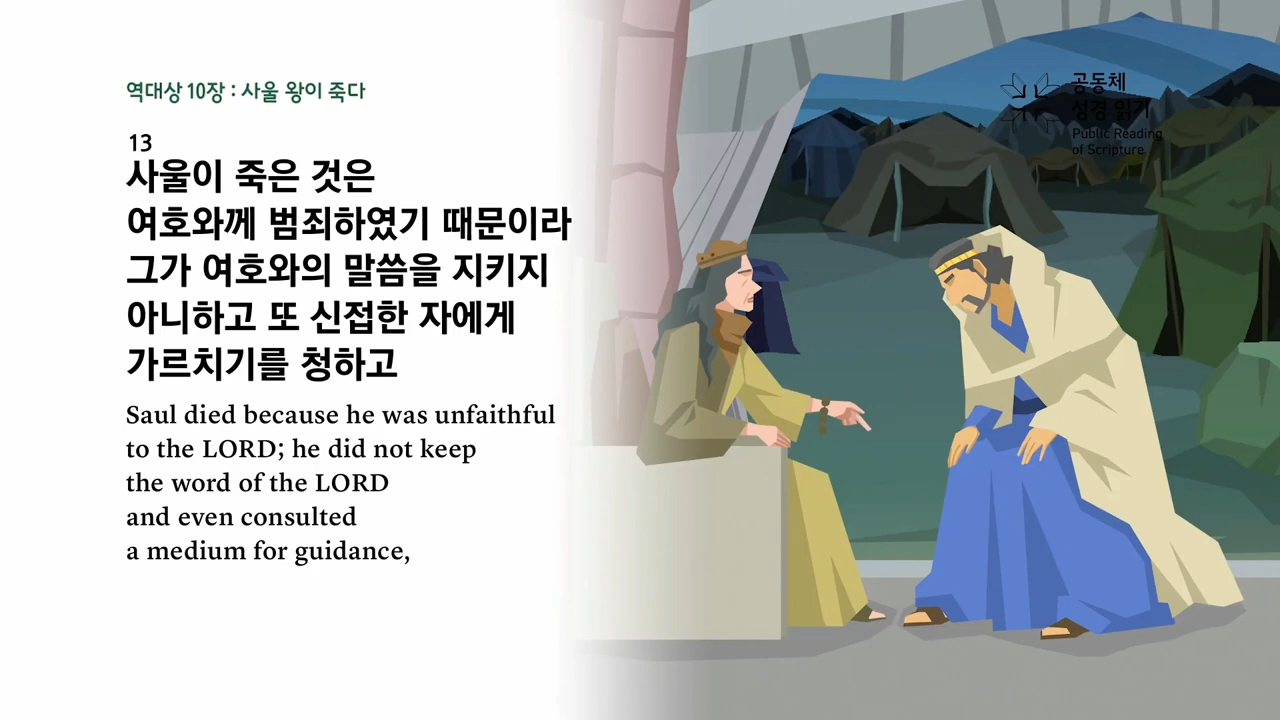 역대상 10장 : 사울 왕이 죽다
13
사울이 죽은 것은
여호와께 범죄하였기 때문이라
그가 여호와의 말씀을 지키지
아니하고 또 신접한 자에게
가르치기를 청하고
Saul died because he was unfaithful
to the LORD; he did not keep
the word of the LORD
and even consulted
a medium for guidance,
공동체
성경 읽기
Public Reading
of Scripture